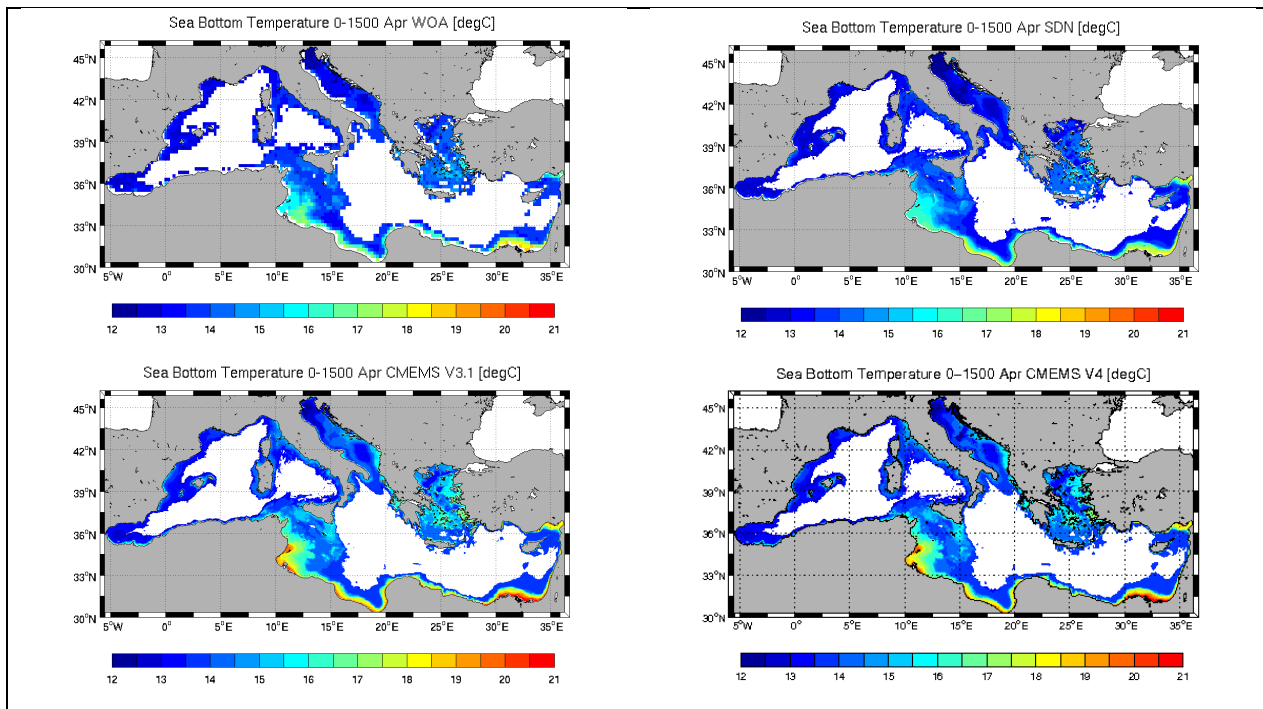 Sea Bottom Temperature 0-1500 Apr WOA [degC]
45°N
42°N
39°N
36°N
33°N
30°N
5°W 0° 5°E 10°E 15°E 20°E 25°E 30°E 35°E
12 13 14 15 16 17 18 19 20 21
Sea Bottom Temperature 0-1500 Apr SDN [degC]
45°N
42°N
39°N
36°N
33°N
30°N
5°W 0° 5°E 10°E 15°E 20°E 25°E 30°E 35°E
12 13 14 15 16 17 18 19 20 21
Sea Bottom Temperature 0-1500 Apr CMEMS V3.1 [degC]
45°N
42°N
39°N
36°N
33°N
30°N
5°W 0° 5°E 10°E 15°E 20°E 25°E 30°E 35°E
12 13 14 15 16 17 18 19 20 21
Sea Bottom Temperature 0–1500 Apr CMEMS V4 [degC]
45°N
42°N
39°N
36°N
33°N
30°N
5°W 0° 5°E 10°E 15°E 20°E 25°E 30°E 35°E
12 13 14 15 16 17 18 19 20 21